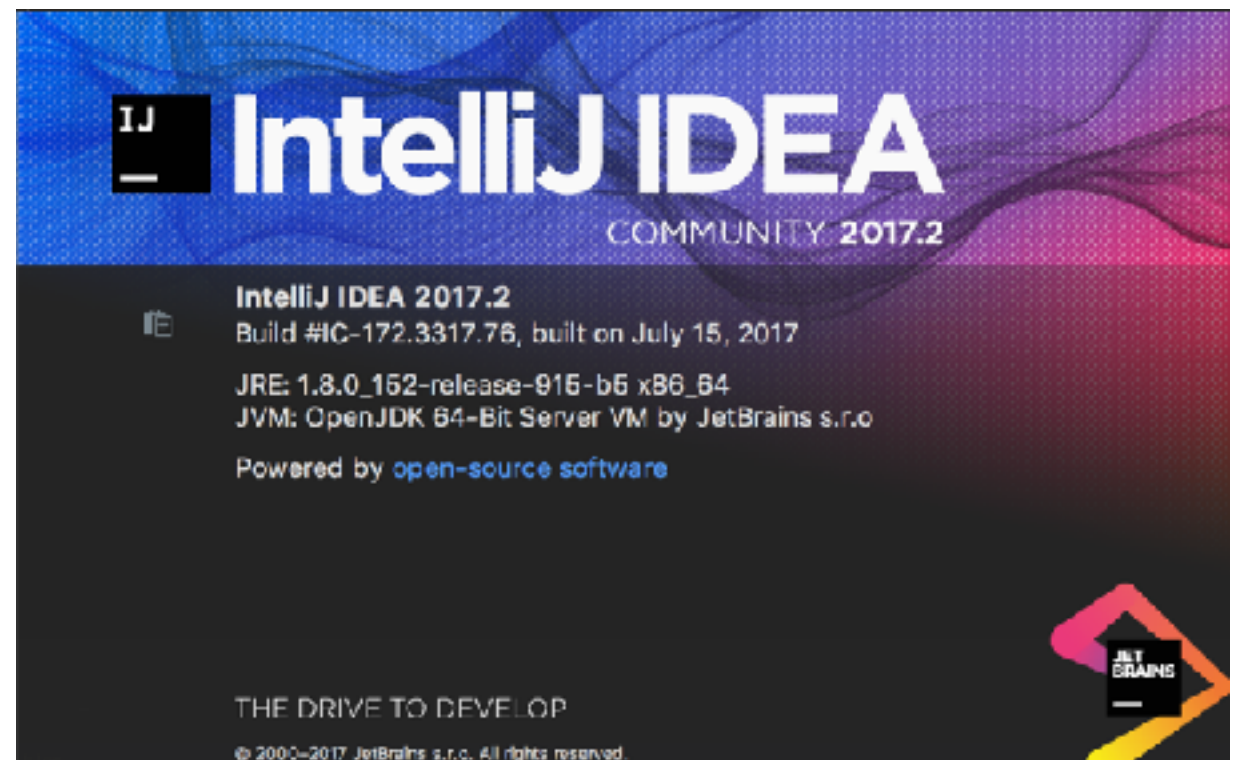 IJ
IntelliJ IDEA
COMMUNITY 2017.2
IntelliJ IDEA 2017.2
Build #IC-172.3317.76, built on July 15, 2017
JRE: 1.8.0_152-release-915-b5 x86_64
JVM: OpenJDK 64-Bit Server VM by JetBrains s.r.o
Powered by open-source software
JET
BRAINS
THE DRIVE TO DEVELOP
© 2000–2017 JetBrains s.r.o. All rights reserved.